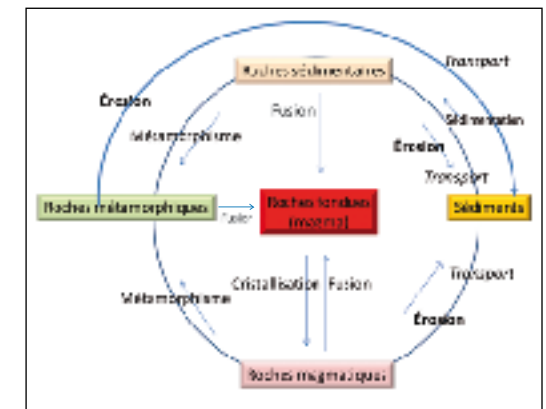 Transport
Roches sédimentaires
Érosion
Fusion
Sédimentation
Métamorphisme
Érosion
Transport
Roches métamorphiques
Fusion
Roches fondues
(magma)
Sédiments
Transport
Cristallisation
Fusion
Métamorphisme
Érosion
Roches magmatiques